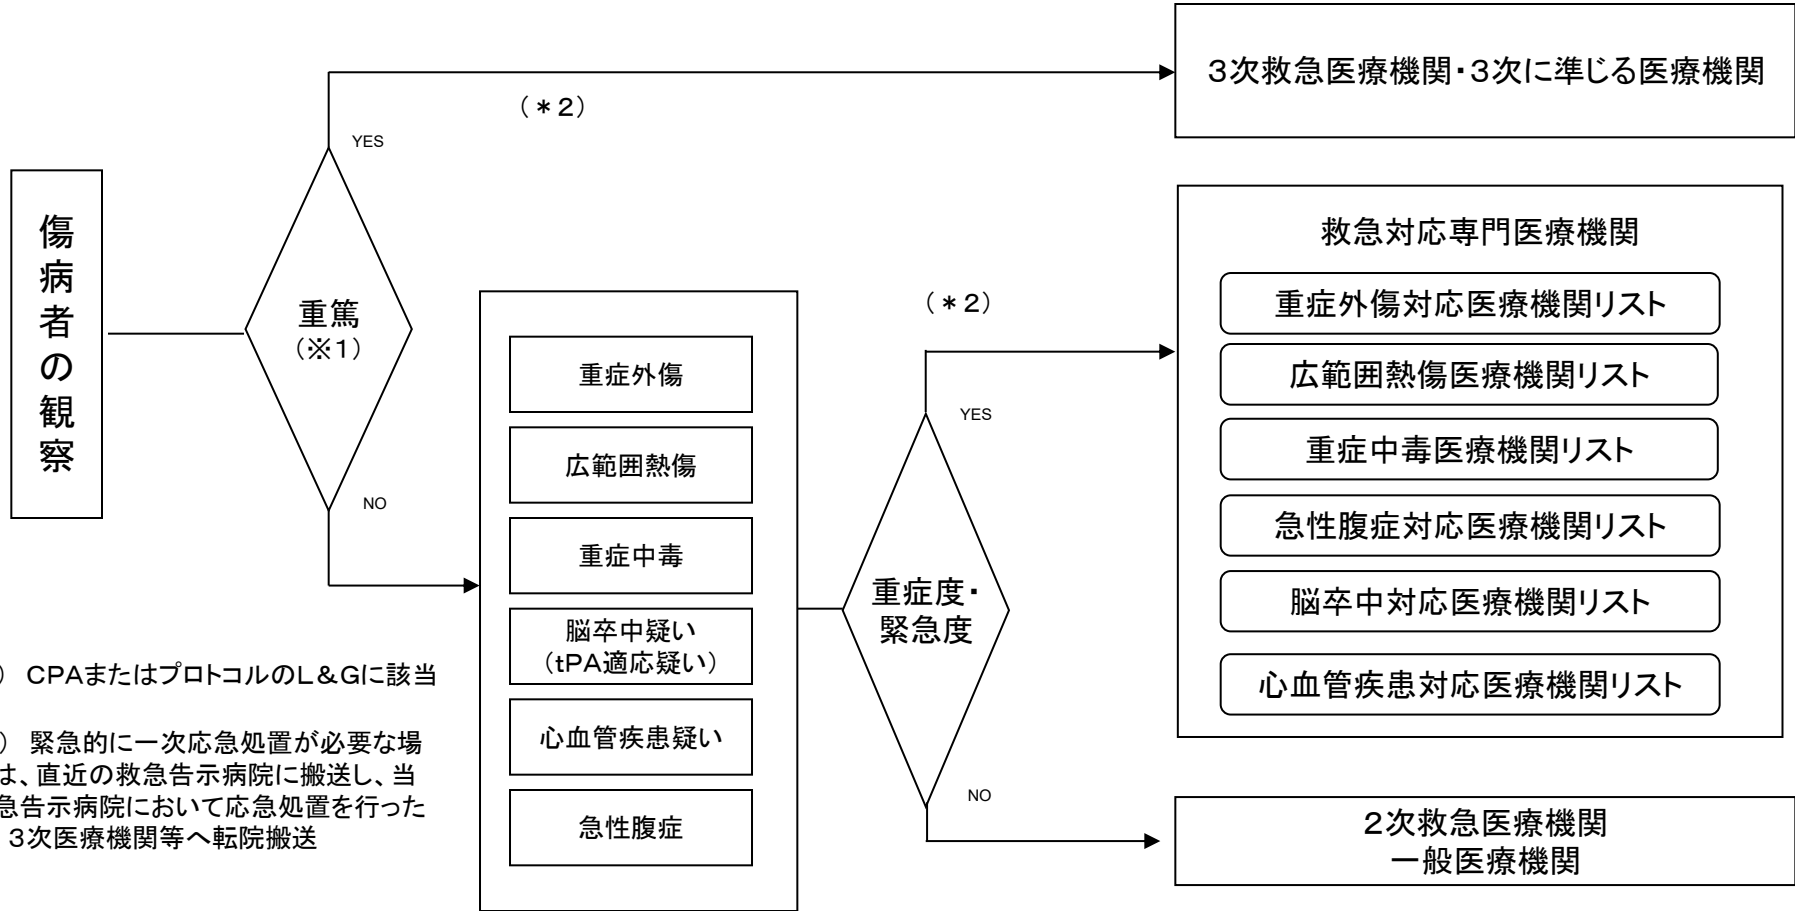 3次救急医療機関・3次に準じる医療機関
(*2)
YES
傷病者の観察
重篤
(※1)
NO
重症外傷
広範囲熱傷
重症中毒
脳卒中疑い
(tPA適応疑い)
心血管疾患疑い
急性腹症
(*2)
YES
重症度・
緊急度
NO
救急対応専門医療機関
重症外傷対応医療機関リスト
広範囲熱傷医療機関リスト
重症中毒医療機関リスト
急性腹症対応医療機関リスト
脳卒中対応医療機関リスト
心血管疾患対応医療機関リスト
2次救急医療機関
一般医療機関
) CPAまたはプロトコルのL&Gに該当
) 緊急的に一次応急処置が必要な場
は、直近の救急告示病院に搬送し、当
急告示病院において応急処置を行った
3次医療機関等へ転院搬送